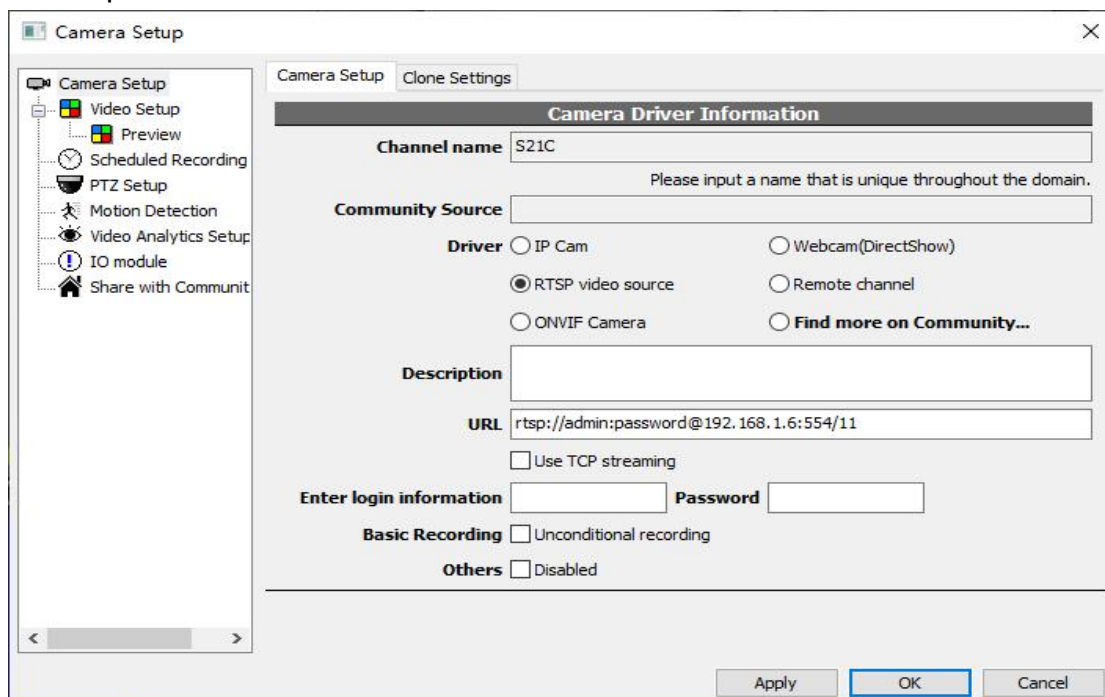 Camera Setup
Camera Setup
Video Setup
Preview
Scheduled Recording
PTZ Setup
Motion Detection
Video Analytics Setup
IO module
Share with Communit
Camera Setup Clone Settings
Camera Driver Information
Channel name S21C
Please input a name that is unique throughout the domain.
Community Source
Driver IP Cam Webcam(DirectShow)
RTSP video source Remote channel
ONVIF Camera Find more on Community...
Description
URL rtsp://admin:password@192.168.1.6:554/11
Use TCP streaming
Enter login information Password
Basic Recording Unconditional recording
Others Disabled
Apply OK Cancel